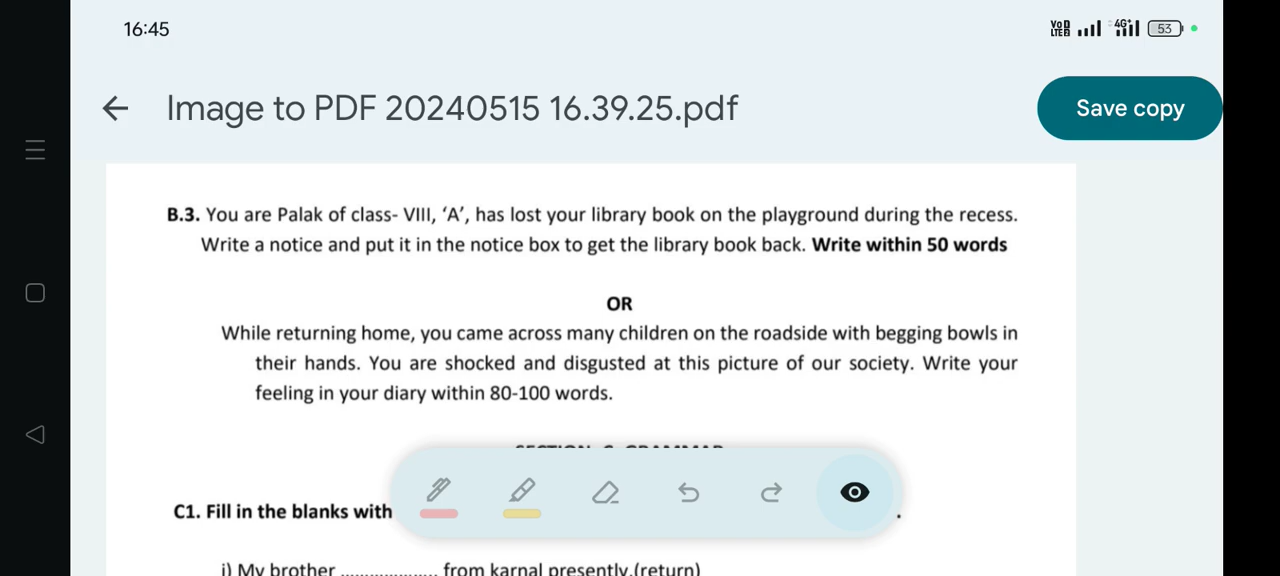 16:45
VoD LTE 4G+ 53
Image to PDF 20240515 16.39.25.pdf
Save copy
B.3. You are Palak of class- VIII, ‘A’, has lost your library book on the playground during the recess.
Write a notice and put it in the notice box to get the library book back. Write within 50 words
OR
While returning home, you came across many children on the roadside with begging bowls in
their hands. You are shocked and disgusted at this picture of our society. Write your
feeling in your diary within 80-100 words.
SECTION- C GRAMMAR
C1. Fill in the blanks with
.
i) My brother ................... from karnal presently.(return)